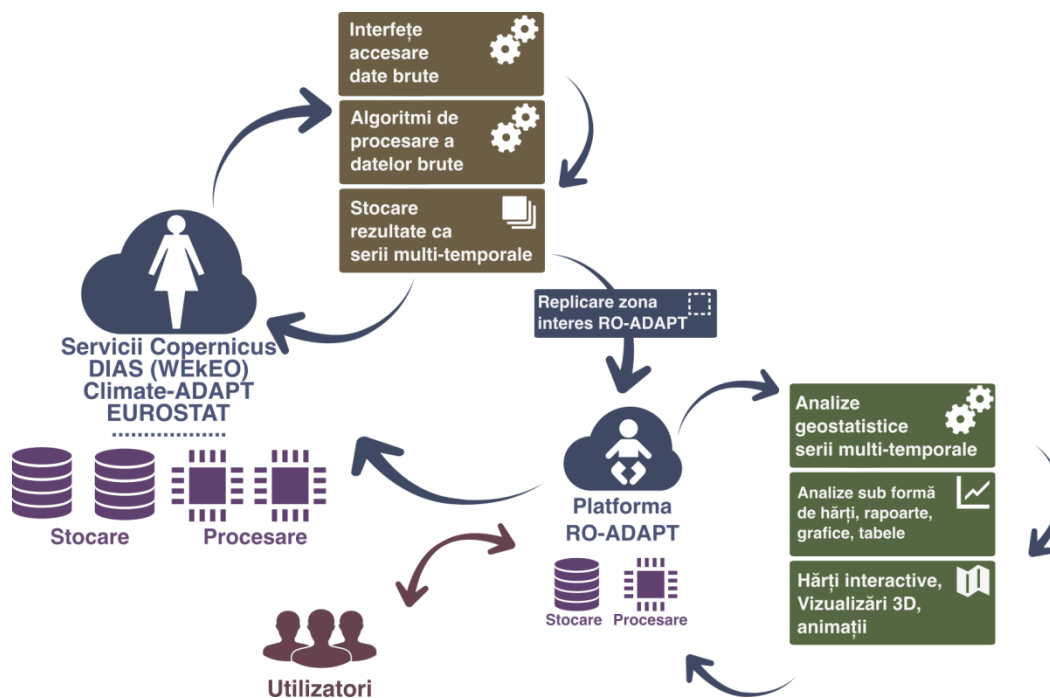 Interfețe
accesare
date brute
Algoritmi de
procesare a
datelor brute
Stocare
rezultate ca
serii multi-temporale
Replicare zona
interes RO-ADAPT
Servicii Copernicus
DIAS (WEkEO)
Climate-ADAPT
EUROSTAT
Stocare
Procesare
Platforma
RO-ADAPT
Stocare
Procesare
Analize
geostatistice
serii multi-temporale
Analize sub formă
de hărți, rapoarte,
grafice, tabele
Hărți interactive,
Vizualizări 3D,
animații
Utilizatori